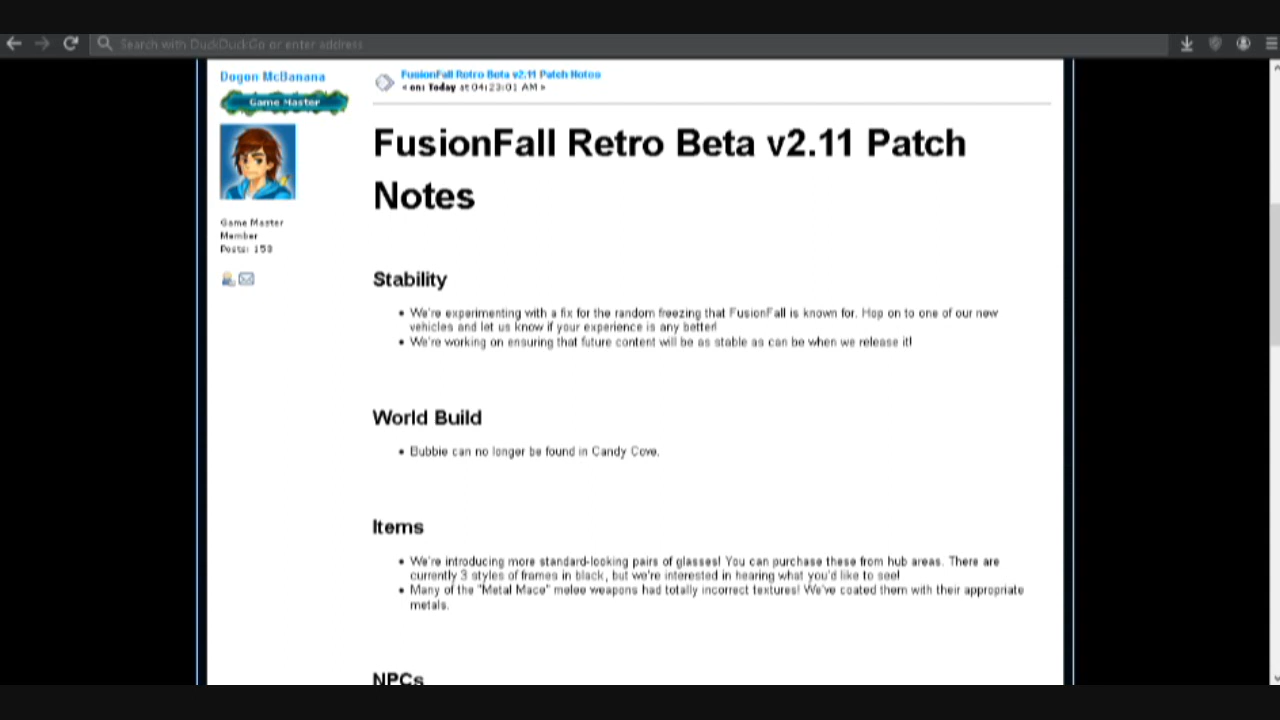 Search with DuckDuckGo or enter address
Dogon McBanana
Game Master
Game Master
Member
Posts: 153
FusionFall Retro Beta v2.11 Patch Notes
« on: Today at 04:23:01 AM »
FusionFall Retro Beta v2.11 Patch
Notes
Stability
• We're experimenting with a fix for the random freezing that FusionFall is known for. Hop on to one of our new
vehicles and let us know if your experience is any better!
• We're working on ensuring that future content will be as stable as can be when we release it!
World Build
• Bubbie can no longer be found in Candy Cove.
Items
• We're introducing more standard-looking pairs of glasses! You can purchase these from hub areas. There are
currently 3 styles of frames in black, but we're interested in hearing what you'd like to see!
• Many of the "Metal Mace" melee weapons had totally incorrect textures! We've coated them with their appropriate
metals.
NPCs